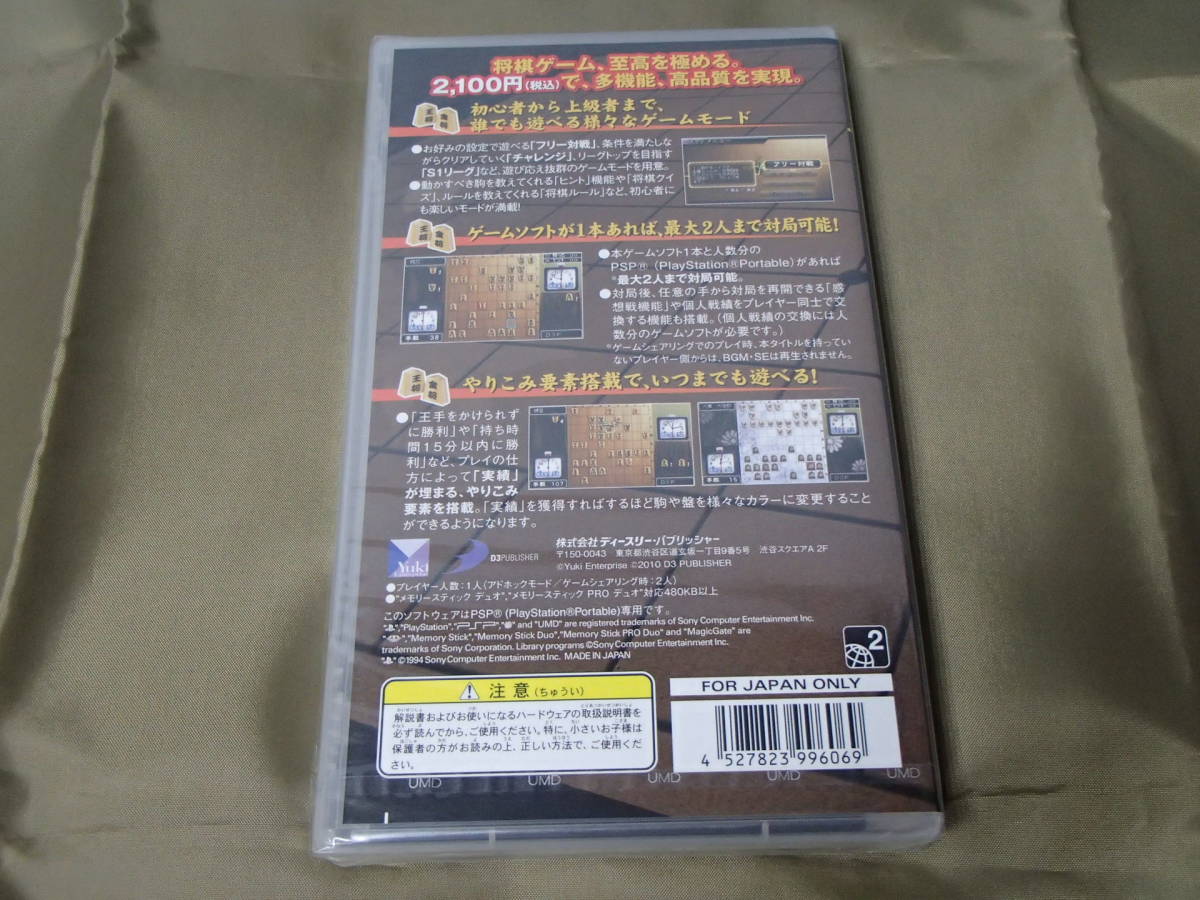 将棋ゲーム、至高を極める。
2,100円(税込)で、多機能、高品質を実現。
王将 金将
初心者から上級者まで、
誰でも遊べる様々なゲームモード
●お好みの設定で遊べる「フリー対戦」、条件を満たしな
がらクリアしていく「チャレンジ」、リーグトップを目指す
「S1リーグ」など、遊び応え抜群のゲームモードを用意。
●動かすべき駒を教えてくれる「ヒント」機能や「将棋クイ
ズ」、ルールを教えてくれる「将棋ルール」など、初心者に
も楽しいモードが満載!
フリー対戦
王将 金将
ゲームソフトが1本あれば、最大2人まで対局可能!
手数 38
D3P
●本ゲームソフト1本と人数分の
PSP® (PlayStation®Portable)があれば
*最大2人まで対局可能。
●対局後、任意の手から対局を再開できる「感
想戦機能」や個人戦績をプレイヤー同士で交
換する機能も搭載。(個人戦績の交換には人
数分のゲームソフトが必要です。)
*ゲームシェアリングでのプレイ時、本タイトルを持ってい
ないプレイヤー側からは、BGM・SEは再生されません。
王将 金将
やりこみ要素搭載で、いつまでも遊べる!
●「王手をかけられず
に勝利」や「持ち時
間15分以内に勝
利」など、プレイの仕
方によって「実績」
が埋まる、やりこみ
要素を搭載。「実績」を獲得すればするほど駒や盤を様々なカラーに変更すること
ができるようになります。
手数 107
D3P
手数 15
Yuki
D3PUBLISHER
株式会社ディースリー・パブリッシャー
〒150-0043 東京都渋谷区道玄坂一丁目9番5号 渋谷スクエアA 2F
©Yuki Enterprise ©2010 D3 PUBLISHER
●プレイヤー人数:1人(アドホックモード/ゲームシェアリング時:2人)
●"メモリースティック デュオ"、"メモリースティック PRO デュオ"対応480KB以上
このソフトウェアはPSP® (PlayStation®Portable)専用です。
"PlayStation", "PSP", and "UMD" are registered trademarks of Sony Computer Entertainment Inc.
"Memory Stick", "Memory Stick Duo", "Memory Stick PRO Duo" and "MagicGate" are
trademarks of Sony Corporation. Library programs ©Sony Computer Entertainment Inc.
©1994 Sony Computer Entertainment Inc. MADE IN JAPAN
2
注意(ちゅうい)
解説書およびお使いになるハードウェアの取扱説明書を
必ず読んでから、ご使用ください。特に、小さいお子様は
保護者の方がお読みの上、正しい方法で、ご使用くだ
さい。
FOR JAPAN ONLY
4 527823 996069
UMD UMD UMD UMD UMD